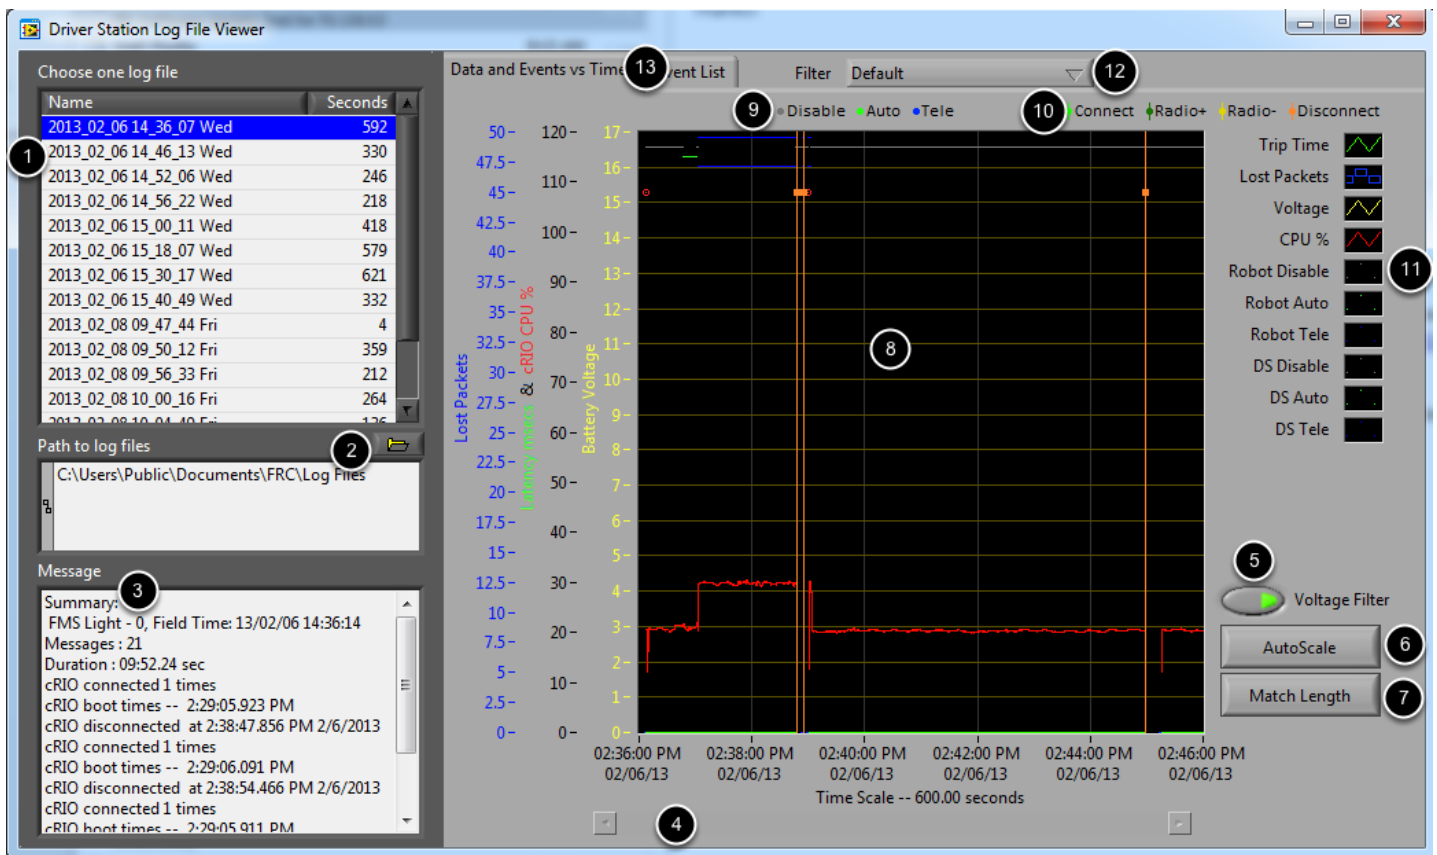 Driver Station Log File Viewer
Choose one log file
Name Seconds
2013_02_06 14_36_07 Wed 592
2013_02_06 14_46_13 Wed 330
2013_02_06 14_52_06 Wed 246
2013_02_06 14_56_22 Wed 218
2013_02_06 15_00_11 Wed 418
2013_02_06 15_18_07 Wed 579
2013_02_06 15_30_17 Wed 621
2013_02_06 15_40_49 Wed 332
2013_02_08 09_47_44 Fri 4
2013_02_08 09_50_12 Fri 359
2013_02_08 09_56_33 Fri 212
2013_02_08 10_00_16 Fri 264
1
Path to log files
2
C:\Users\Public\Documents\FRC\Log Files
Message
3
Summary:
FMS Light - 0, Field Time: 13/02/06 14:36:14
Messages : 21
Duration : 09:52.24 sec
cRIO connected 1 times
cRIO boot times -- 2:29:05.923 PM
cRIO disconnected at 2:38:47.856 PM 2/6/2013
cRIO connected 1 times
cRIO boot times -- 2:29:06.091 PM
cRIO disconnected at 2:38:54.466 PM 2/6/2013
cRIO connected 1 times
cRIO boot times -- 2:29:05.911 PM
Data and Events vs Time
13
vent List
Filter Default
12
9
Disable Auto Tele
10
Connect Radio+ Radio- Disconnect
Lost Packets
50
47.5
45
42.5
40
37.5
35
32.5
30
27.5
25
22.5
20
17.5
15
12.5
10
7.5
5
2.5
0
Latency msecs & cRIO CPU %
120
110
100
90
80
70
60
50
40
30
20
10
0
Battery Voltage
17
16
15
14
13
12
11
10
9
8
7
6
5
4
3
2
1
0
8
02:36:00 PM 02:38:00 PM 02:40:00 PM 02:42:00 PM 02:44:00 PM 02:46:00 PM
02/06/13 02/06/13 02/06/13 02/06/13 02/06/13 02/06/13
Time Scale -- 600.00 seconds
4
Trip Time
Lost Packets
Voltage
CPU %
Robot Disable
Robot Auto
Robot Tele
DS Disable
DS Auto
DS Tele
11
5
Voltage Filter
AutoScale
6
Match Length
7